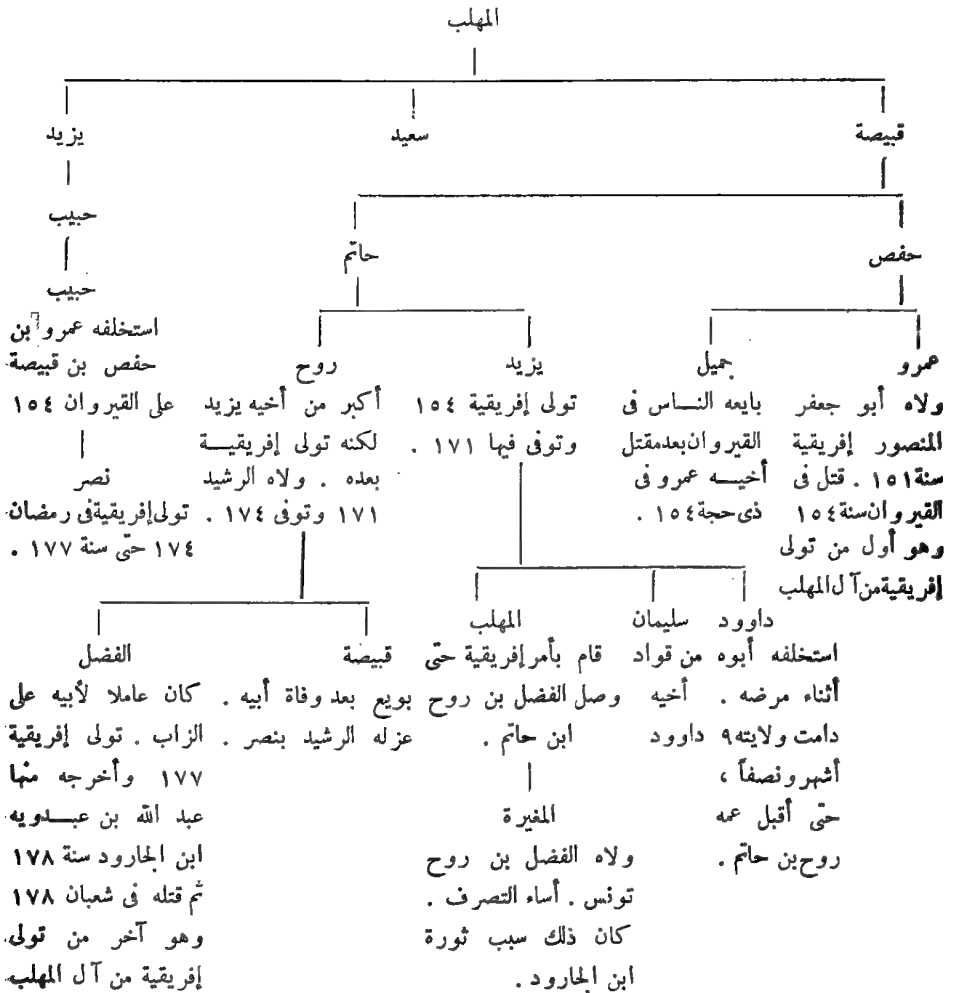 المهلب
قبيصة
سعيد
يزيد
حبيب
حبيب
استخلفه عمرو بن
حفص بن قبيصة
على القيروان ١٥٤
نصر
تولى إفريقية فى رمضان
١٧٤ حتى سنة ١٧٧ .
حفص
حاتم
عمرو
ولاه أبو جعفر
المنصور إفريقية
سنة ١٥١ . قتل فى
القيروان سنة ١٥٤
وهو أول من تولى
إفريقية من آل المهلب
جميل
بايعه النـاس فى
القيروان بعد مقتل
أخيـه عمرو فى
ذى حجة ١٥٤ .
يزيد
تولى إفريقية ١٥٤
وتوفى فيها ١٧١ .
روح
أكبر من أخيه يزيد
لكنه تولى إفريقيـة
بعده . ولاه الرشيد
١٧١ وتوفى ١٧٤ .
داوود
استخلفه أبوه
أثناء مرضه .
دامت ولايته ٩
أشهر ونصفاً ،
حتى أقبل عمه
روح بن حاتم .
سليمان
من قواد
أخيه
داوود
المهلب
قام بأمر إفريقية حتى
وصل الفضل بن روح
ابن حاتم .
المغيرة
ولاه الفضل بن روح
تونس . أساء التصرف .
كان ذلك سبب ثورة
ابن الجارود .
قبيصة
بويع بعد وفاة أبيه .
عزله الرشيد بنصر .
الفضل
كان عاملا لأبيه على
الزاب . تولى إفريقية
١٧٧ وأخرجه منها
عبد الله بن عبـدويه
ابن الجارود سنة ١٧٨
ثم قتله فى شعبان ١٧٨
وهو آخر من تولى
إفريقية من آل المهلب